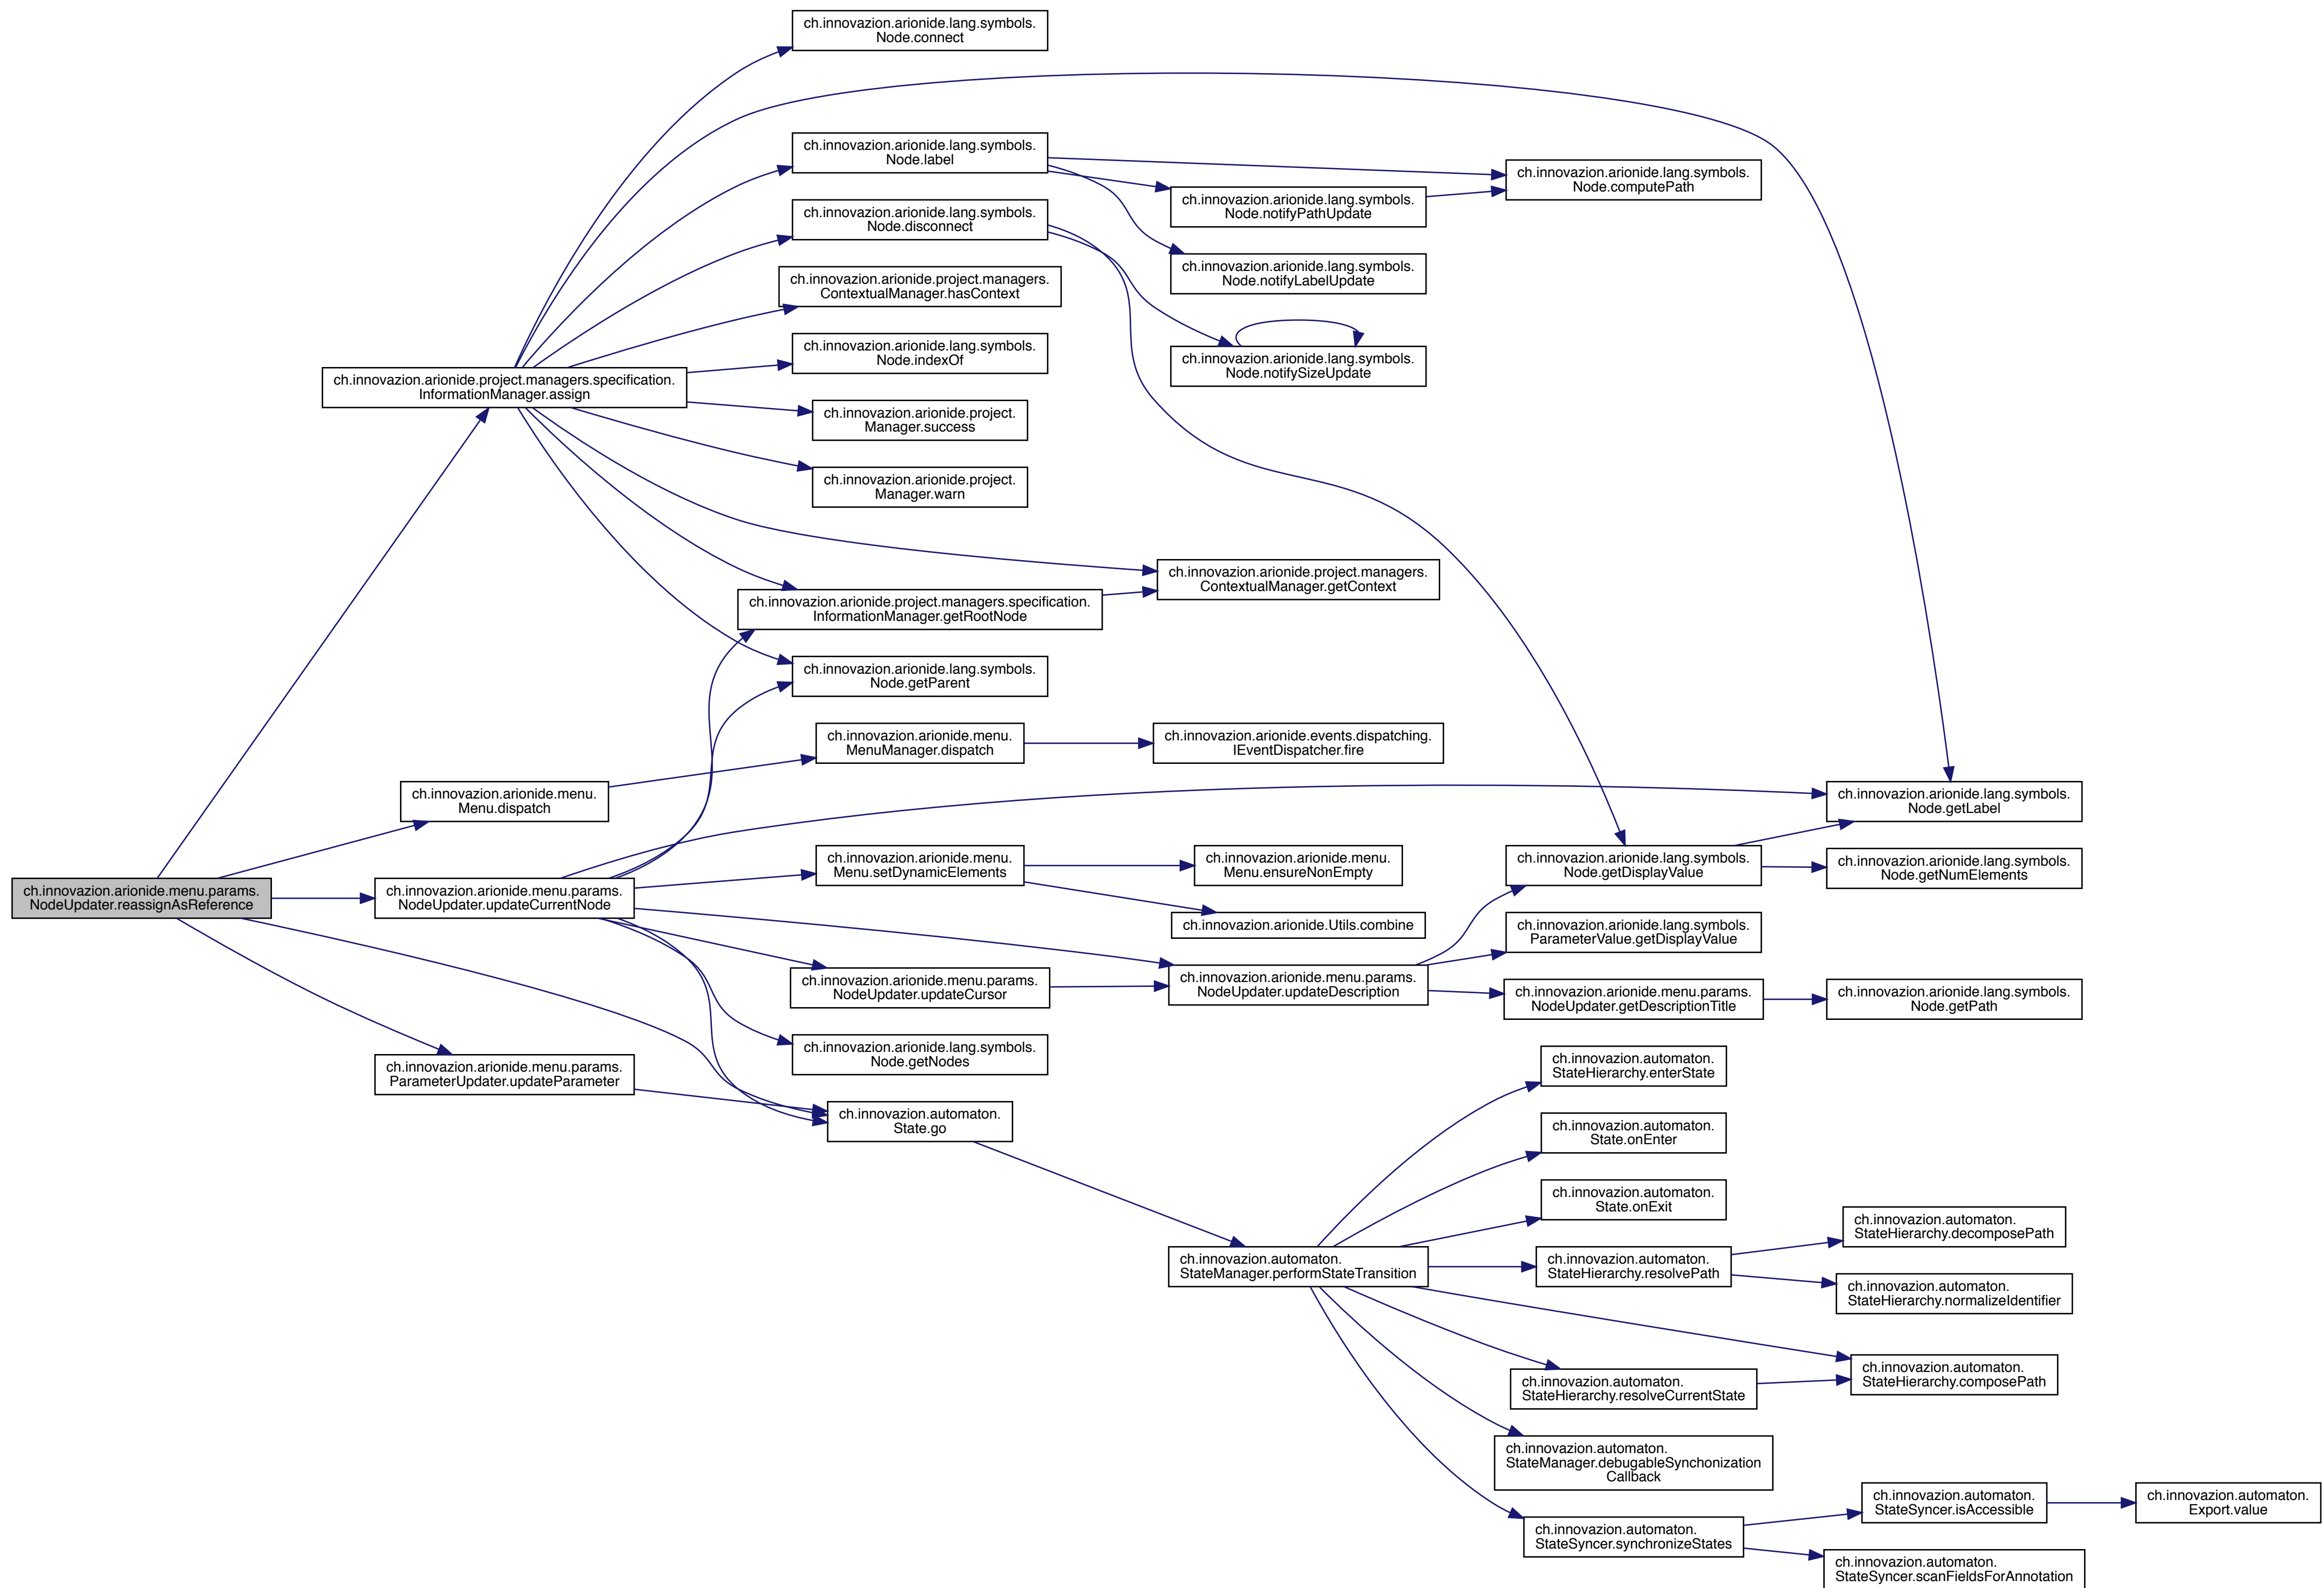 ch.innovazion.arionide.lang.symbols.
Node.connect
ch.innovazion.arionide.lang.symbols.
Node.label
ch.innovazion.arionide.lang.symbols.
Node.computePath
ch.innovazion.arionide.lang.symbols.
Node.notifyPathUpdate
ch.innovazion.arionide.lang.symbols.
Node.disconnect
ch.innovazion.arionide.lang.symbols.
Node.notifyLabelUpdate
ch.innovazion.arionide.project.managers.
ContextualManager.hasContext
ch.innovazion.arionide.lang.symbols.
Node.indexOf
ch.innovazion.arionide.lang.symbols.
Node.notifySizeUpdate
ch.innovazion.arionide.project.managers.specification.
InformationManager.assign
ch.innovazion.arionide.project.
Manager.success
ch.innovazion.arionide.project.
Manager.warn
ch.innovazion.arionide.project.managers.
ContextualManager.getContext
ch.innovazion.arionide.project.managers.specification.
InformationManager.getRootNode
ch.innovazion.arionide.lang.symbols.
Node.getParent
ch.innovazion.arionide.menu.
MenuManager.dispatch
ch.innovazion.arionide.events.dispatching.
IEventDispatcher.fire
ch.innovazion.arionide.menu.
Menu.dispatch
ch.innovazion.arionide.lang.symbols.
Node.getLabel
ch.innovazion.arionide.menu.
Menu.setDynamicElements
ch.innovazion.arionide.menu.
Menu.ensureNonEmpty
ch.innovazion.arionide.lang.symbols.
Node.getDisplayValue
ch.innovazion.arionide.lang.symbols.
Node.getNumElements
ch.innovazion.arionide.menu.params.
NodeUpdater.reassignAsReference
ch.innovazion.arionide.menu.params.
NodeUpdater.updateCurrentNode
ch.innovazion.arionide.Utils.combine
ch.innovazion.arionide.lang.symbols.
ParameterValue.getDisplayValue
ch.innovazion.arionide.menu.params.
NodeUpdater.updateCursor
ch.innovazion.arionide.menu.params.
NodeUpdater.updateDescription
ch.innovazion.arionide.menu.params.
NodeUpdater.getDescriptionTitle
ch.innovazion.arionide.lang.symbols.
Node.getPath
ch.innovazion.arionide.lang.symbols.
Node.getNodes
ch.innovazion.arionide.menu.params.
ParameterUpdater.updateParameter
ch.innovazion.automaton.
StateHierarchy.enterState
ch.innovazion.automaton.
State.go
ch.innovazion.automaton.
State.onEnter
ch.innovazion.automaton.
State.onExit
ch.innovazion.automaton.
StateHierarchy.decomposePath
ch.innovazion.automaton.
StateManager.performStateTransition
ch.innovazion.automaton.
StateHierarchy.resolvePath
ch.innovazion.automaton.
StateHierarchy.normalizeIdentifier
ch.innovazion.automaton.
StateHierarchy.resolveCurrentState
ch.innovazion.automaton.
StateHierarchy.composePath
ch.innovazion.automaton.
StateManager.debugableSynchonization
Callback
ch.innovazion.automaton.
StateSyncer.synchronizeStates
ch.innovazion.automaton.
StateSyncer.isAccessible
ch.innovazion.automaton.
Export.value
ch.innovazion.automaton.
StateSyncer.scanFieldsForAnnotation